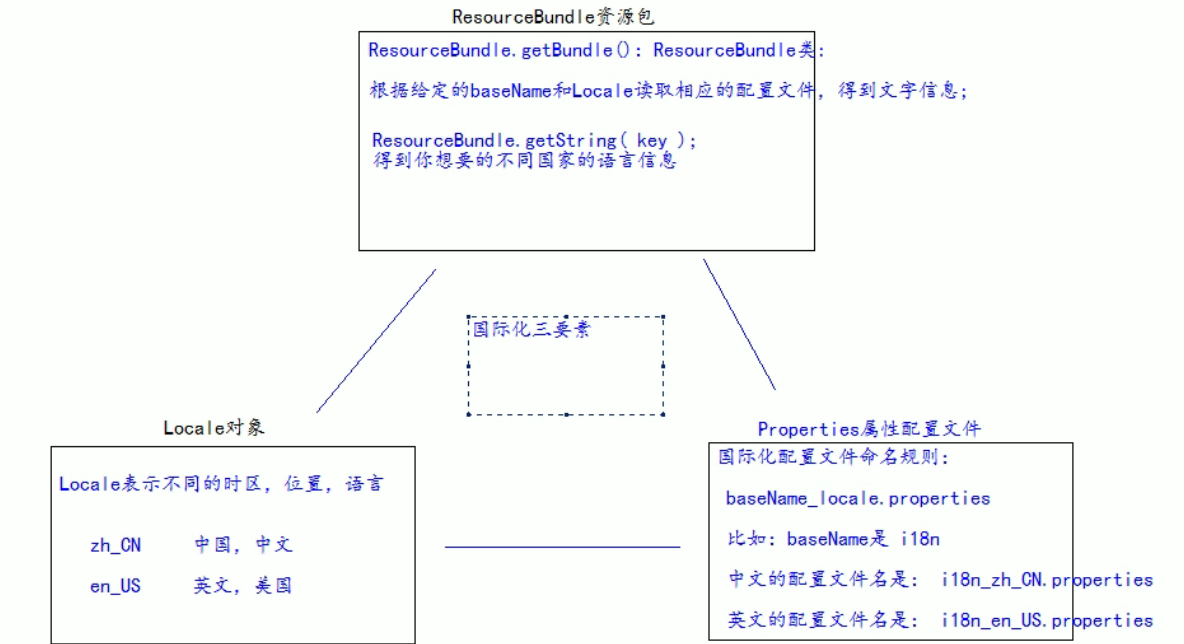 ResourceBundle资源包
ResourceBundle.getBundle(): ResourceBundle类:
根据给定的baseName和Locale读取相应的配置文件，得到文字信息;
ResourceBundle.getString( key );
得到你想要的不同国家的语言信息
国际化三要素
Locale对象
Locale表示不同的时区，位置，语言
zh_CN 中国，中文
en_US 英文，美国
Properties属性配置文件
国际化配置文件命名规则:
baseName_locale.properties
比如: baseName是 i18n
中文的配置文件名是: i18n_zh_CN.properties
英文的配置文件名是: i18n_en_US.properties